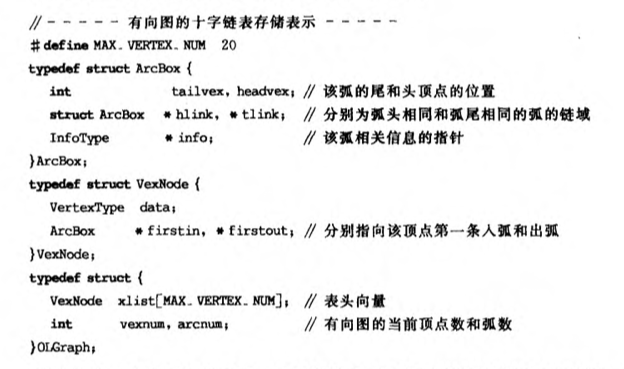 // - - - - - 有向图的十字链表存储表示 - - - - -
# define MAX_VERTEX_NUM 20
typedef struct ArcBox {
int tailvex, headvex; // 该弧的尾和头顶点的位置
struct ArcBox * hlink, * tlink; // 分别为弧头相同和弧尾相同的弧的链域
InfoType * info; // 该弧相关信息的指针
}ArcBox;
typedef struct VexNode {
VertexType data;
ArcBox * firstin, * firstout; // 分别指向该顶点第一条入弧和出弧
}VexNode;
typedef struct {
VexNode xlist[MAX_VERTEX_NUM]; // 表头向量
int vexnum, arcnum; // 有向图的当前顶点数和弧数
}OLGraph;